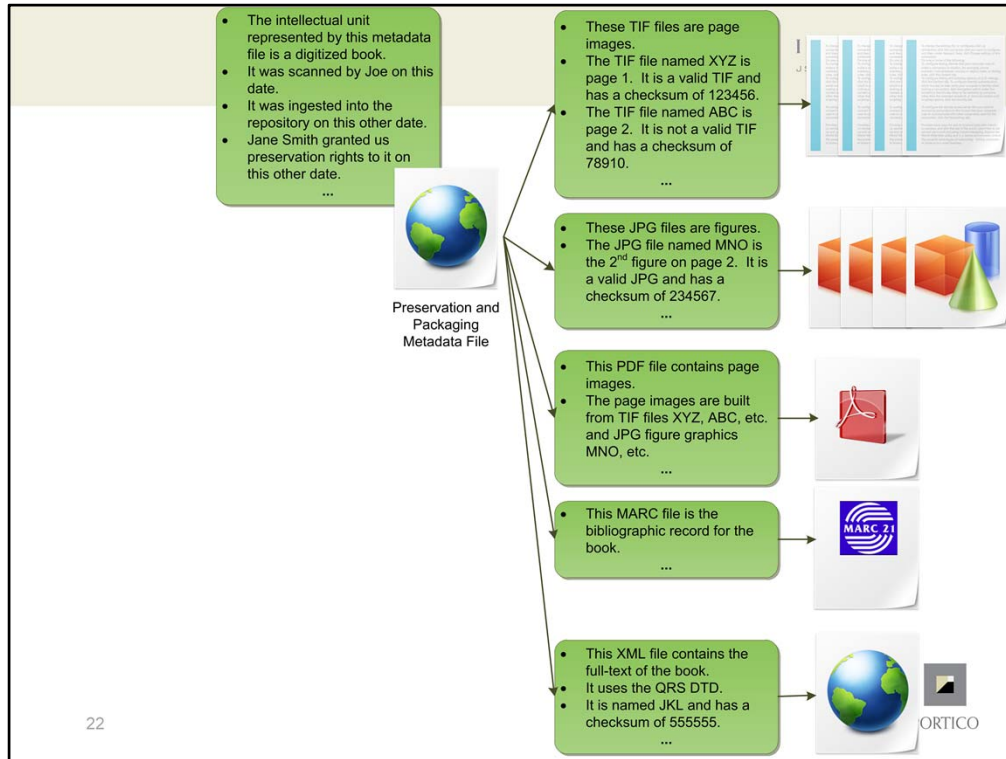 • The intellectual unit
represented by this metadata
file is a digitized book.
• It was scanned by Joe on this
date.
• It was ingested into the
repository on this other date.
• Jane Smith granted us
preservation rights to it on
this other date.
...
Preservation and
Packaging
Metadata File
• These TIF files are page
images.
• The TIF file named XYZ is
page 1. It is a valid TIF and
has a checksum of 123456.
• The TIF file named ABC is
page 2. It is not a valid TIF
and has a checksum of
78910.
...
• These JPG files are figures.
• The JPG file named MNO is
the 2nd figure on page 2. It is
a valid JPG and has a
checksum of 234567.
...
• This PDF file contains page
images.
• The page images are built
from TIF files XYZ, ABC, etc.
and JPG figure graphics
MNO, etc.
...
• This MARC file is the
bibliographic record for the
book.
...
MARC 21
• This XML file contains the
full-text of the book.
• It uses the QRS DTD.
• It is named JKL and has a
checksum of 555555.
...
22
ORTICO